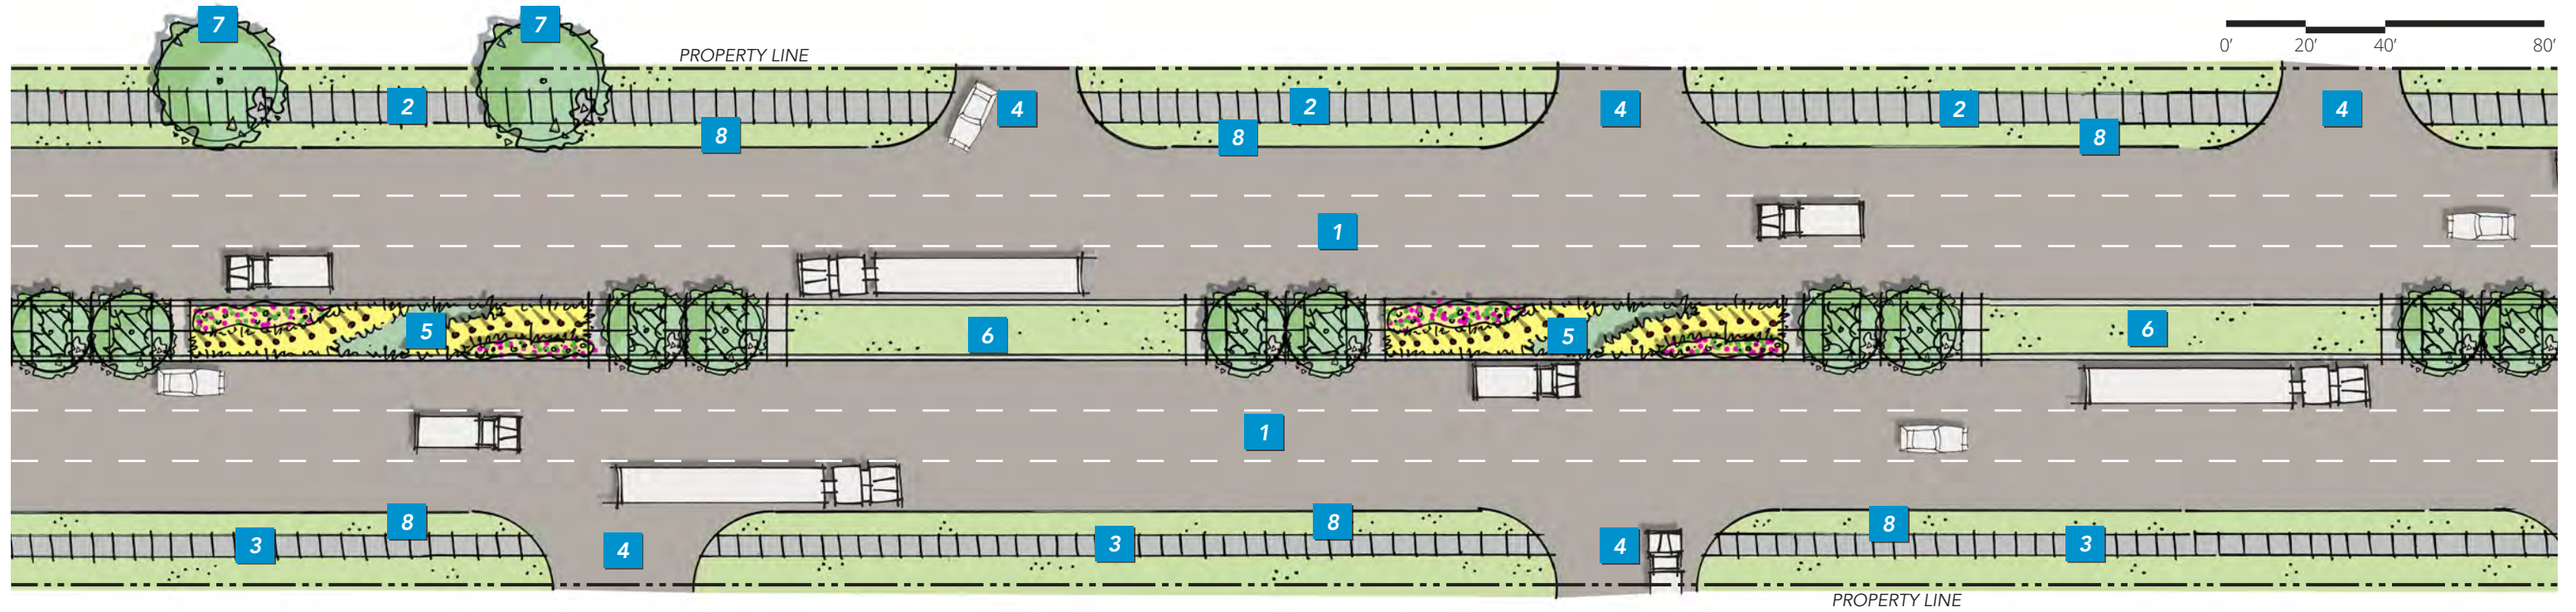 7 7
0' 20' 40' 80'
PROPERTY LINE
2 4 2 4 2 4
8 8 8
1
5 6 5 6
1
8 8 8
3 4 3 4 3
PROPERTY LINE